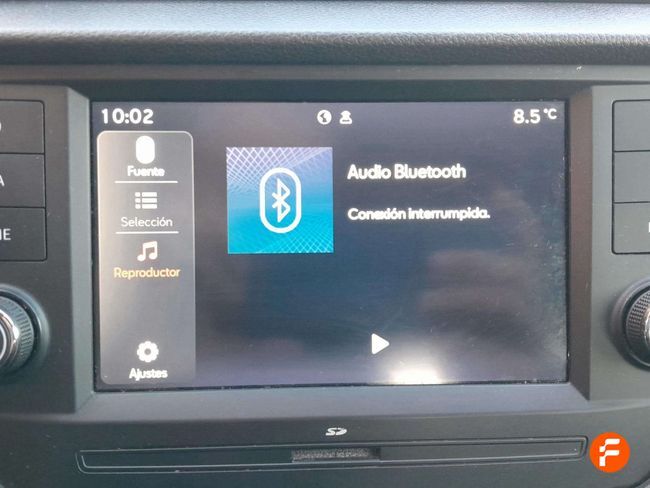 10:02
8.5 °C
Fuente
Selección
Reproductor
Ajustes
Audio Bluetooth
Conexión interrumpida.
SD